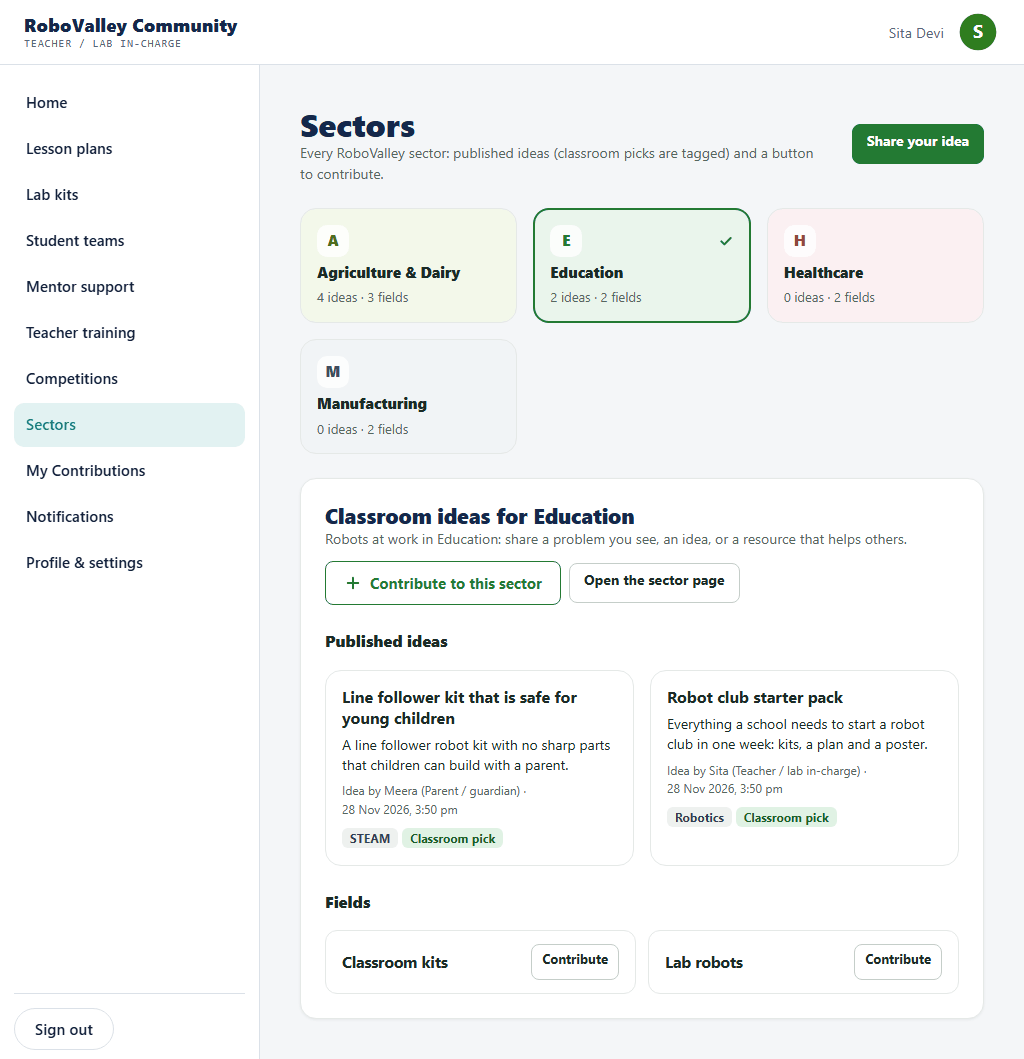 RoboValley Community
TEACHER / LAB IN-CHARGE
Sita Devi
S
Home
Lesson plans
Lab kits
Student teams
Mentor support
Teacher training
Competitions
Sectors
My Contributions
Notifications
Profile & settings
Sign out
Sectors
Every RoboValley sector: published ideas (classroom picks are tagged) and a button
to contribute.
Share your idea
A
Agriculture & Dairy
4 ideas · 3 fields
E
Education
2 ideas · 2 fields
H
Healthcare
0 ideas · 2 fields
M
Manufacturing
0 ideas · 2 fields
Classroom ideas for Education
Robots at work in Education: share a problem you see, an idea, or a resource that helps others.
+ Contribute to this sector
Open the sector page
Published ideas
Line follower kit that is safe for
young children
A line follower robot kit with no sharp parts
that children can build with a parent.
Idea by Meera (Parent / guardian) ·
28 Nov 2026, 3:50 pm
STEAM
Classroom pick
Robot club starter pack
Everything a school needs to start a robot
club in one week: kits, a plan and a poster.
Idea by Sita (Teacher / lab in-charge) ·
28 Nov 2026, 3:50 pm
Robotics
Classroom pick
Fields
Classroom kits
Contribute
Lab robots
Contribute